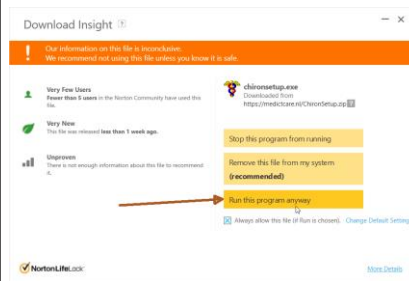 Download Insight
Our information on this file is inconclusive.
We recommend not using this file unless you know it is safe.
Very Few Users
Fewer than 5 users in the Norton Community have used this
file.
Very New
This file was released less than 1 week ago.
Unproven
There is not enough information about this file to recommend
it.
chironsetup.exe
Downloaded from
https://medictcare.nl/ChironSetup.zip
Stop this program from running
Remove this file from my system
(recommended)
Run this program anyway
Always allow this file (if Run is chosen). Change Default Setting
NortonLifeLock
More Details